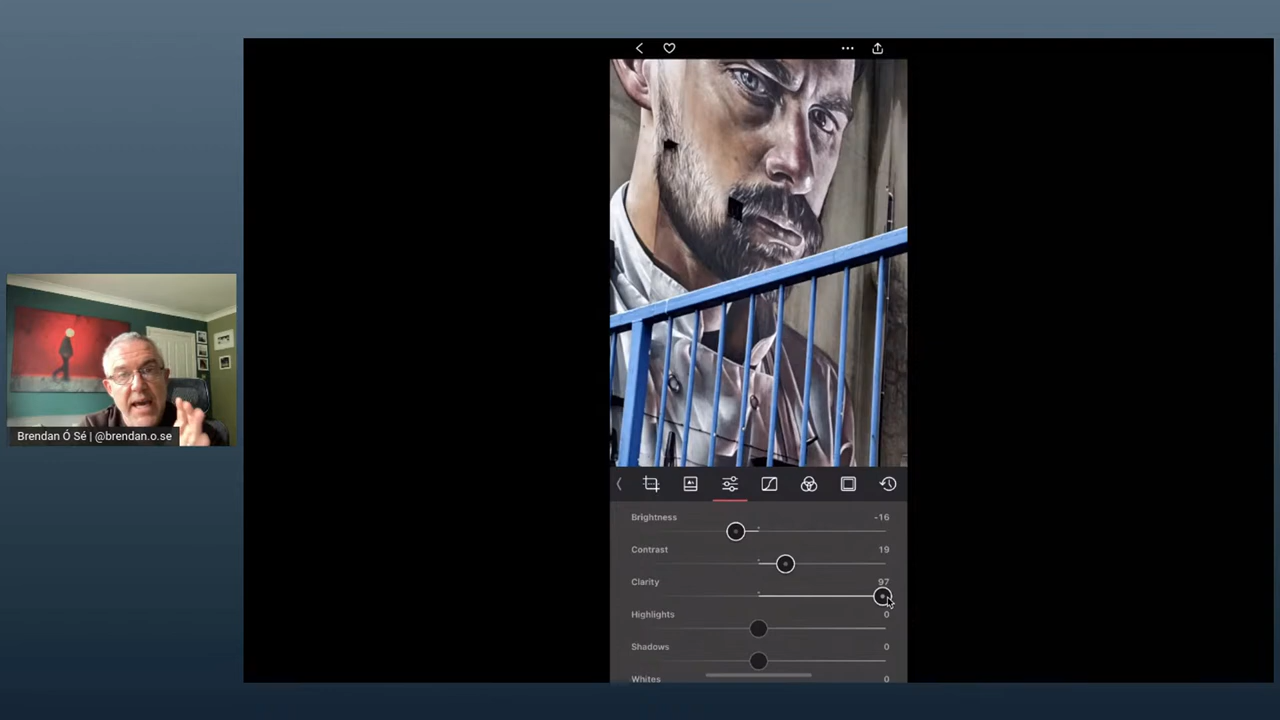 Brendan Ó Sé | @brendan.o.se
Brightness -16
Contrast 19
Clarity 97
Highlights 0
Shadows 0
Whites 0